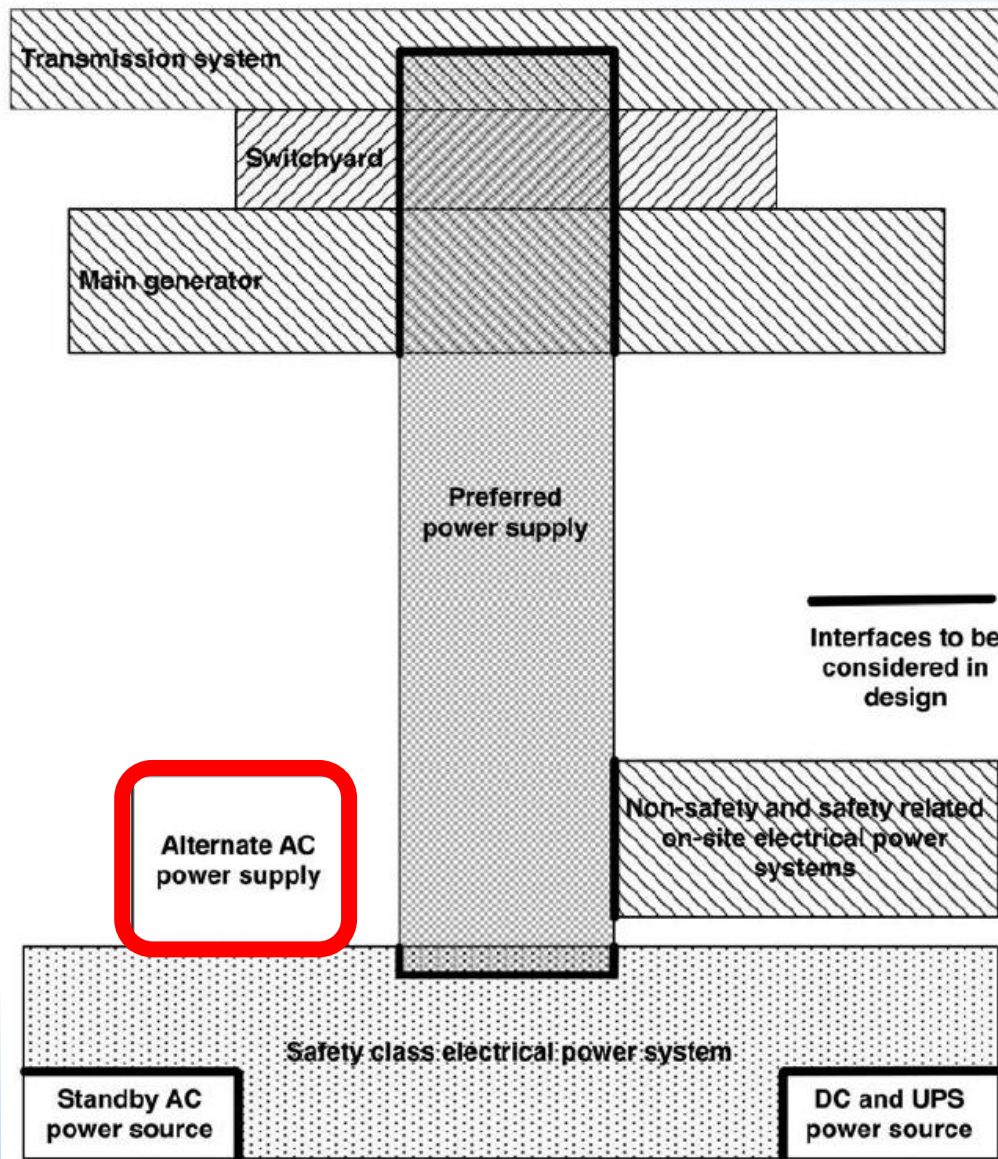 Transmission system
Switchyard
Main generator
Preferred
power supply
Interfaces to be
considered in
design
Alternate AC
power supply
Non-safety and safety related
on-site electrical power
systems
Safety class electrical power system
Standby AC
power source
DC and UPS
power source